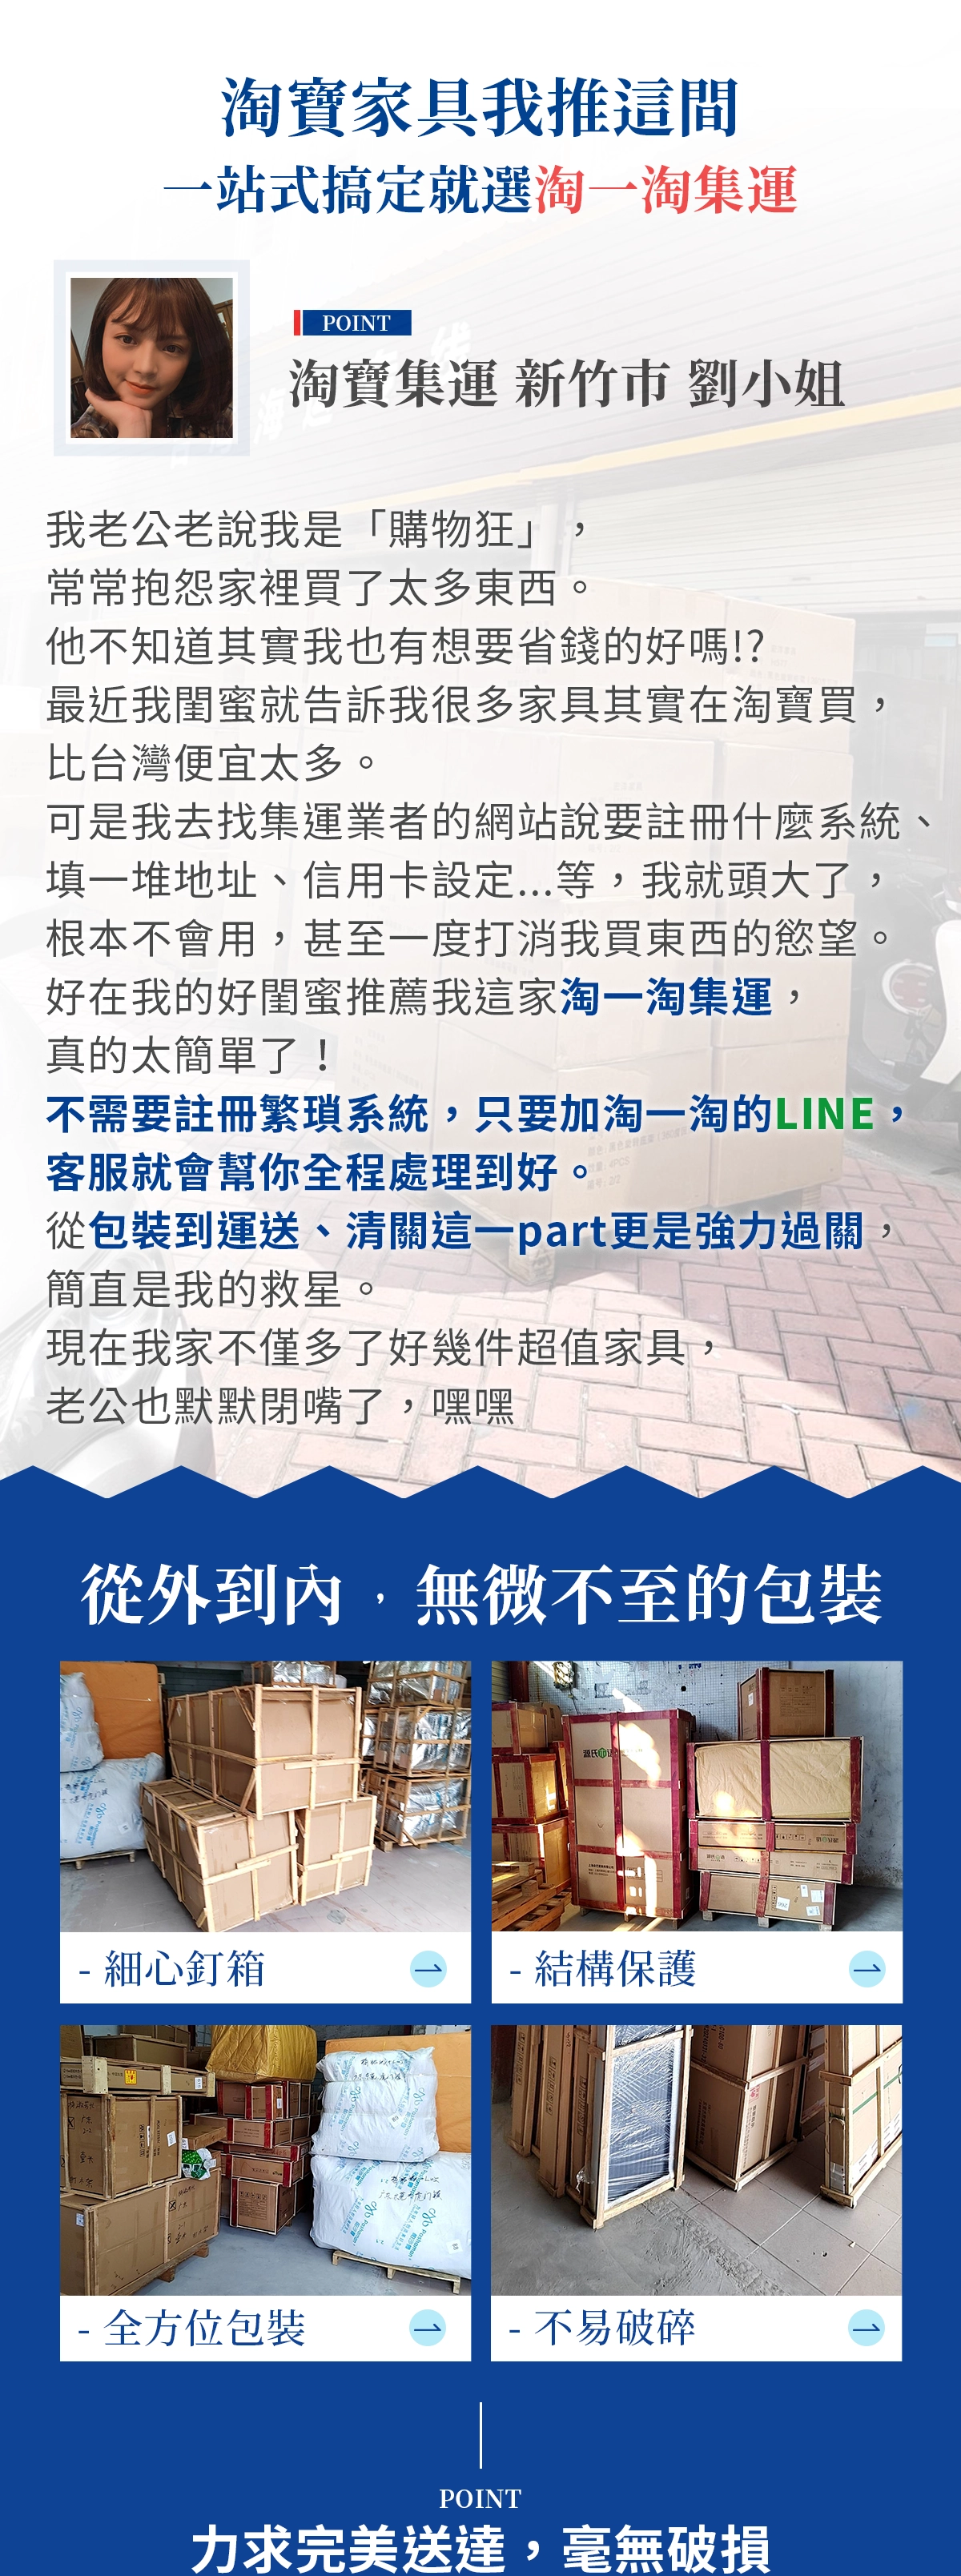 淘寶家具我推這間
一站式搞定就選淘一淘集運
POINT
淘寶集運 新竹市 劉小姐
我老公老說我是「購物狂」，
常常抱怨家裡買了太多東西。
他不知道其實我也有想要省錢的好嗎!?
最近我閨蜜就告訴我很多家具其實在淘寶買，
比台灣便宜太多。
可是我去找集運業者的網站說要註冊什麼系統、
填一堆地址、信用卡設定...等，我就頭大了，
根本不會用，甚至一度打消我買東西的慾望。
好在我的好閨蜜推薦我這家淘一淘集運，
真的太簡單了！
不需要註冊繁瑣系統，只要加淘一淘的LINE，
客服就會幫你全程處理到好。
從包裝到運送、清關這一part更是強力過關，
簡直是我的救星。
現在我家不僅多了好幾件超值家具，
老公也默默閉嘴了，嘿嘿
從外到內，無微不至的包裝
- 細心釘箱
- 結構保護
- 全方位包裝
- 不易破碎
POINT
力求完美送達，毫無破損